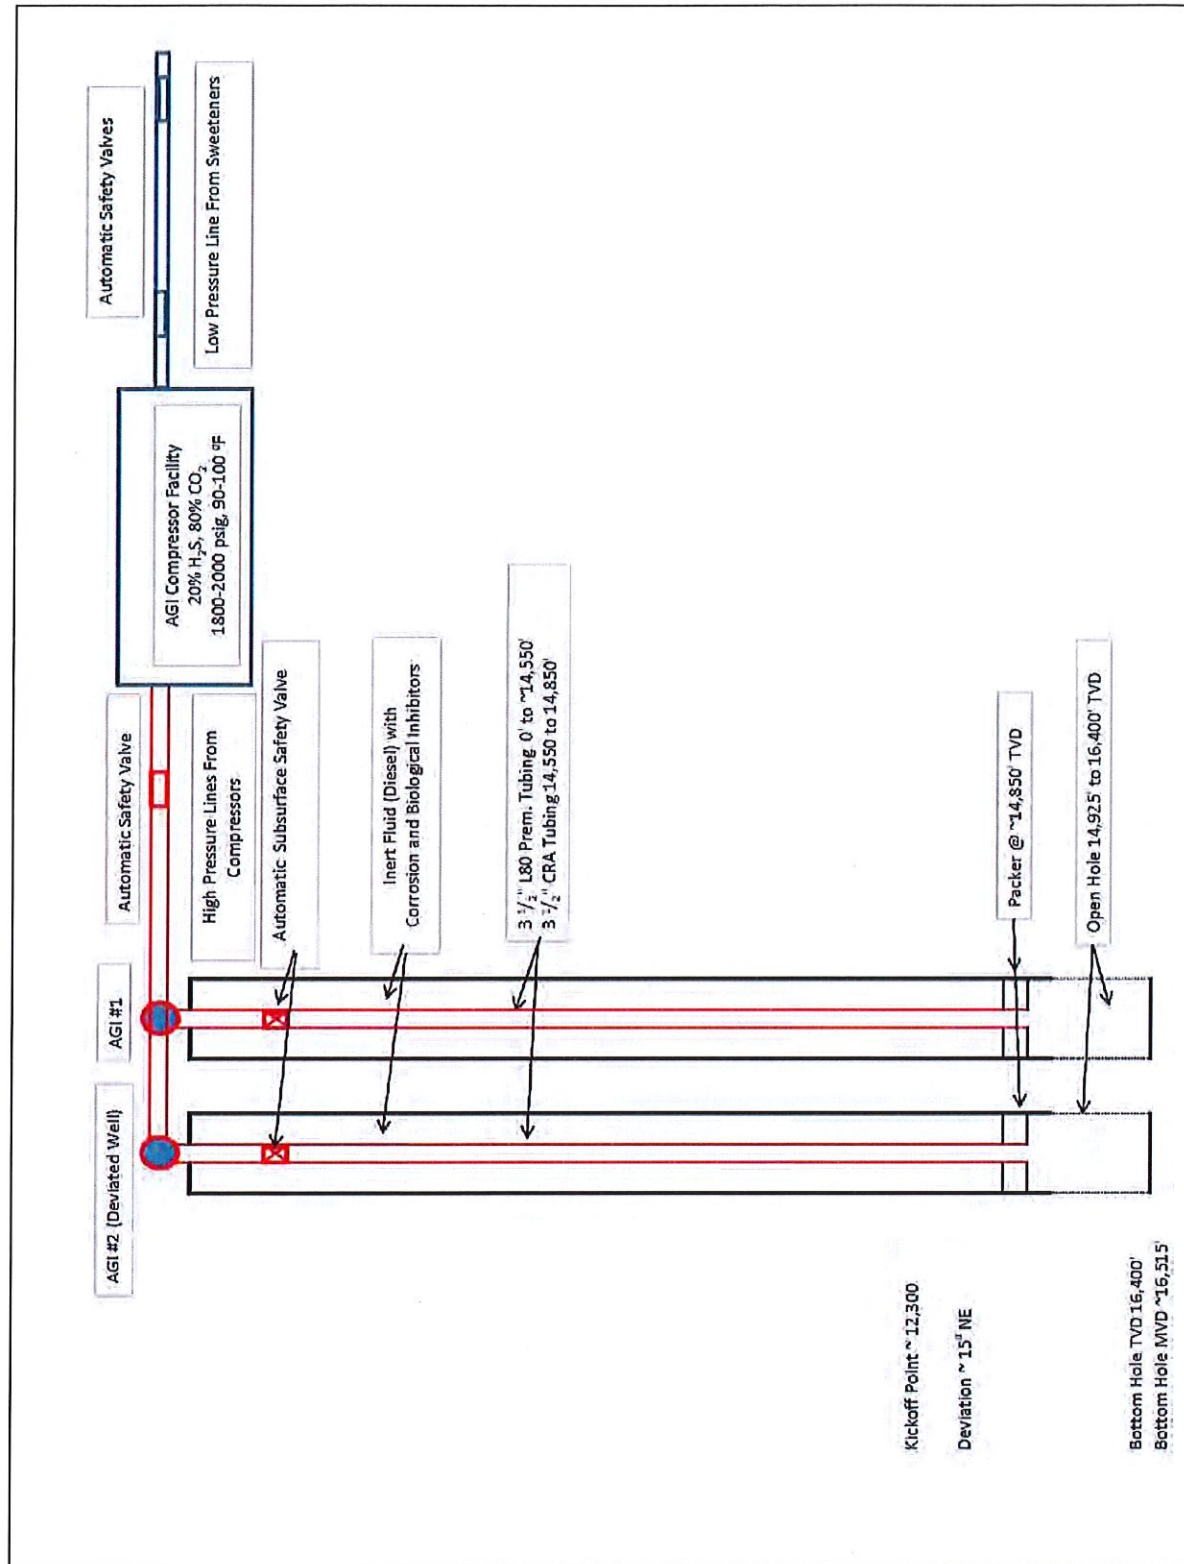 AGI #2 (Deviated Well)
AGI #1
Automatic Safety Valve
Automatic Safety Valves
AGI Compressor Facility
20% H₂S, 80% CO₂
1800-2000 psig, 90-100 ºF
High Pressure Lines From
Compressors
Low Pressure Line From Sweeteners
Automatic Subsurface Safety Valve
Inert Fluid (Diesel) with
Corrosion and Biological Inhibitors
3 ½" L80 Prem. Tubing 0' to ~14,550'
3 ½" CRA Tubing 14,550 to 14,850'
Kickoff Point ~ 12,300
Deviation ~ 15º NE
Packer @ ~14,850' TVD
Open Hole 14,925' to 16,400' TVD
Bottom Hole TVD 16,400'
Bottom Hole MVD ~16,515'